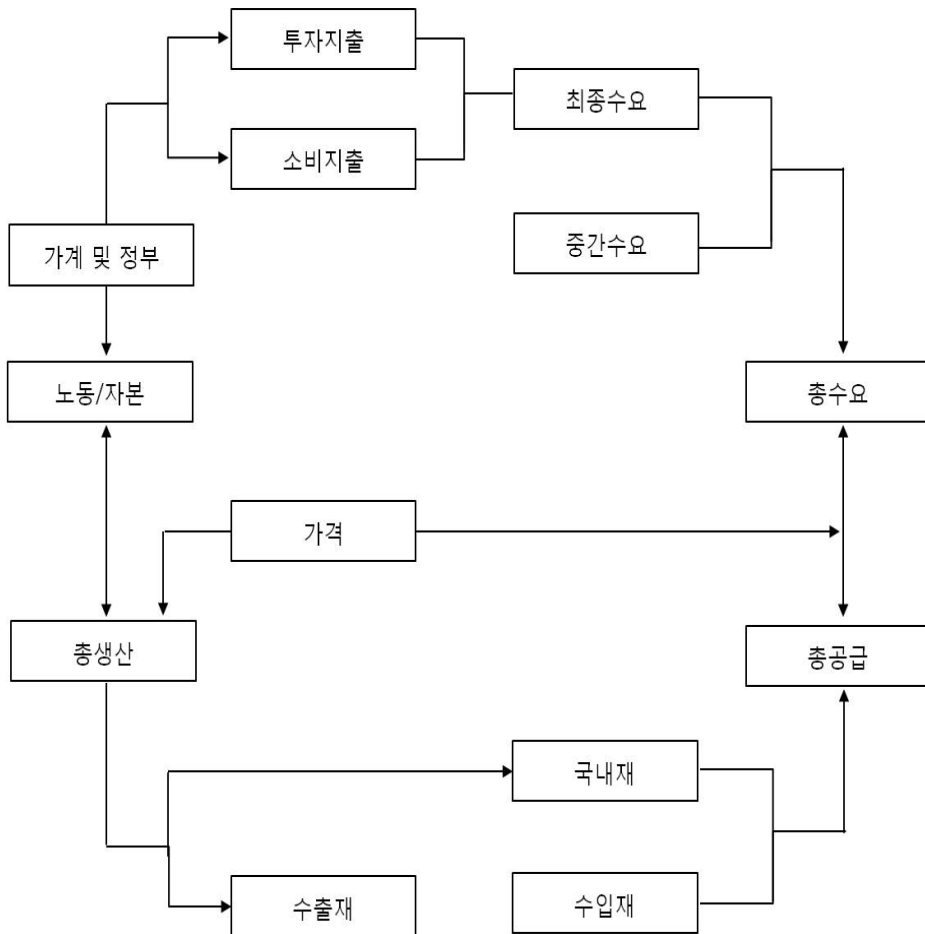 투자지출
최종수요
소비지출
가계 및 정부
중간수요
노동/자본
총수요
가격
총생산
총공급
국내재
수출재
수입재